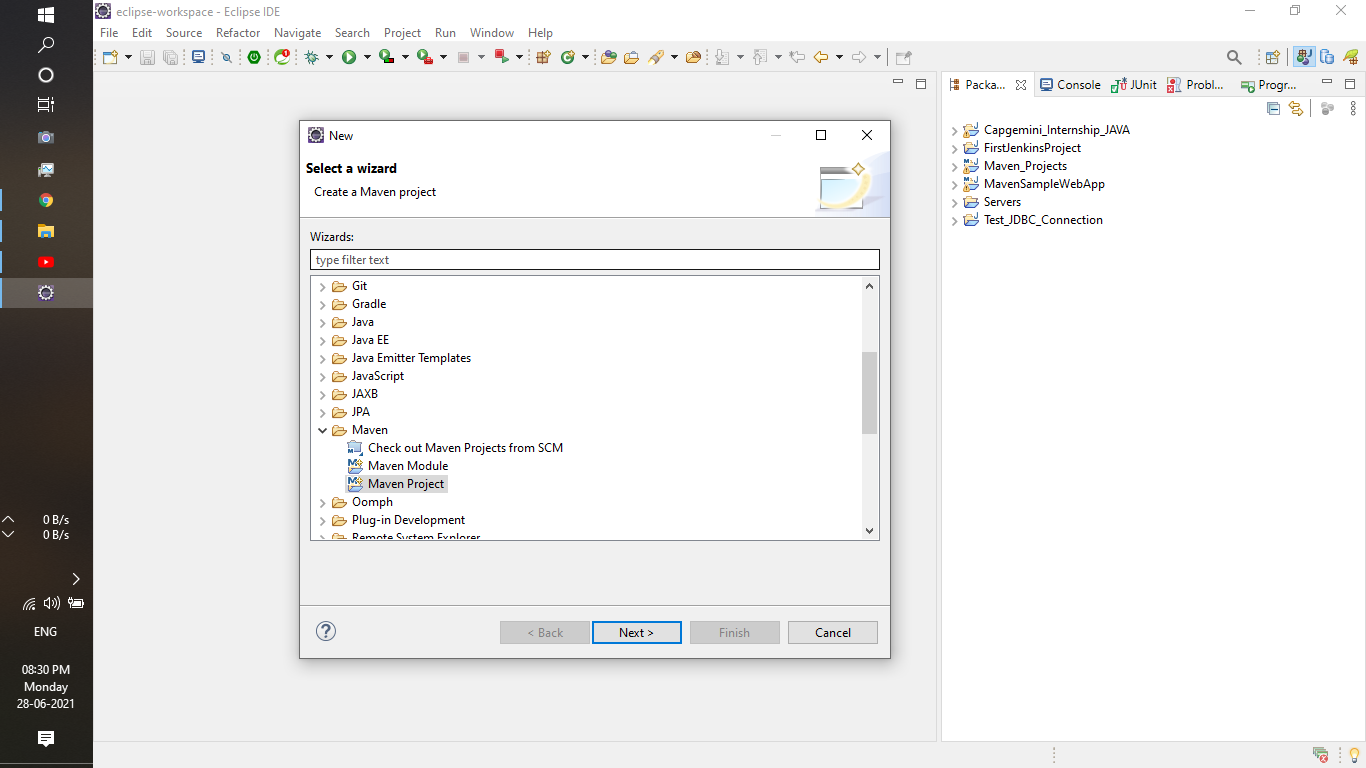 eclipse-workspace - Eclipse IDE
File Edit Source Refactor Navigate Search Project Run Window Help
Packa... Console JUnit Probl... Progr...
Capgemini_Internship_JAVA
FirstJenkinsProject
Maven_Projects
MavenSampleWebApp
Servers
Test_JDBC_Connection
New
Select a wizard
Create a Maven project
Wizards:
type filter text
Git
Gradle
Java
Java EE
Java Emitter Templates
JavaScript
JAXB
JPA
Maven
Check out Maven Projects from SCM
Maven Module
Maven Project
Oomph
Plug-in Development
Remote System Explorer
< Back Next > Finish Cancel
0 B/s
0 B/s
ENG
08:30 PM
Monday
28-06-2021